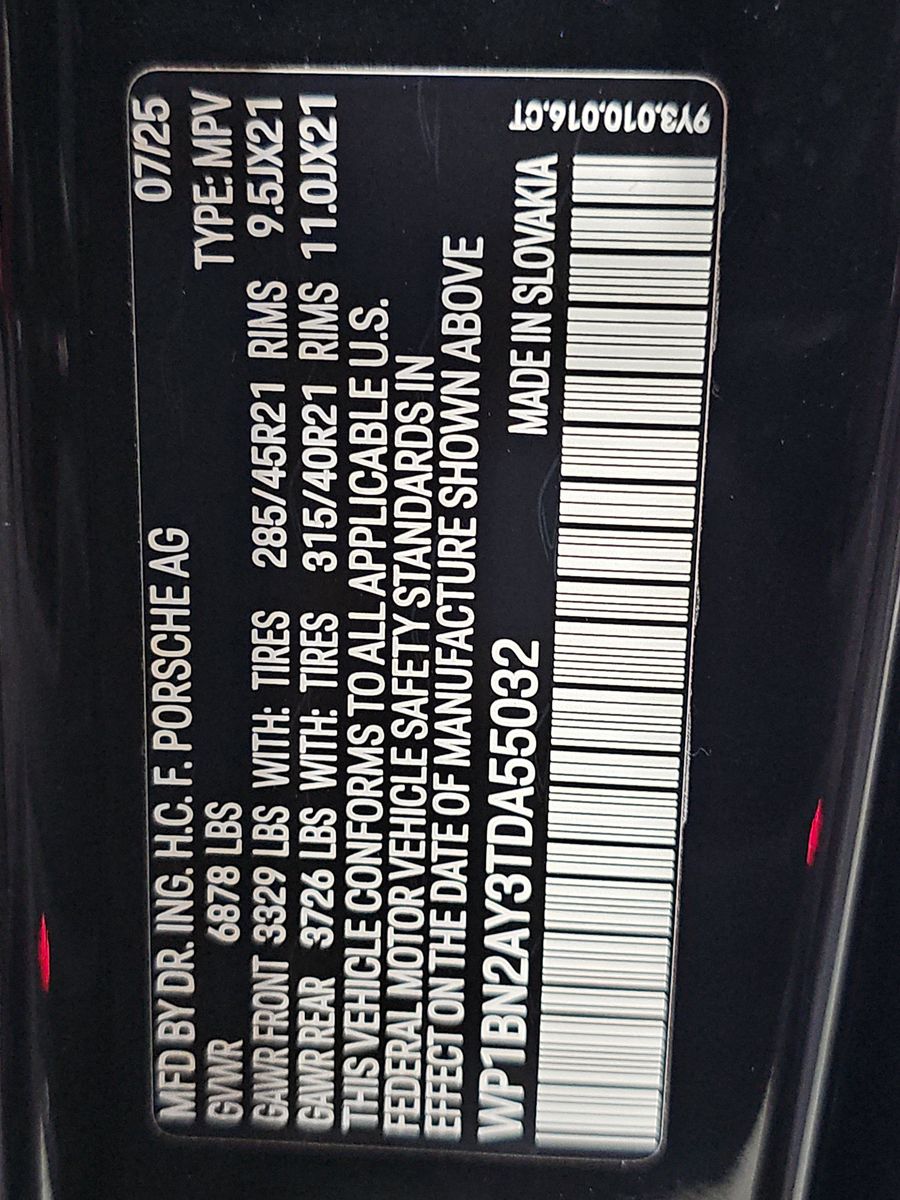 MFD BY DR. ING. H.C. F. PORSCHE AG 07/25
GVWR 6878 LBS TYPE: MPV
GAWR FRONT 3329 LBS WITH: TIRES 285/45R21 RIMS 9.5JX21
GAWR REAR 3726 LBS WITH: TIRES 315/40R21 RIMS 11.0JX21
THIS VEHICLE CONFORMS TO ALL APPLICABLE U.S.
FEDERAL MOTOR VEHICLE SAFETY STANDARDS IN
EFFECT ON THE DATE OF MANUFACTURE SHOWN ABOVE
WP1BN2AY3TDA55032 MADE IN SLOVAKIA
9Y3.010.016.CT